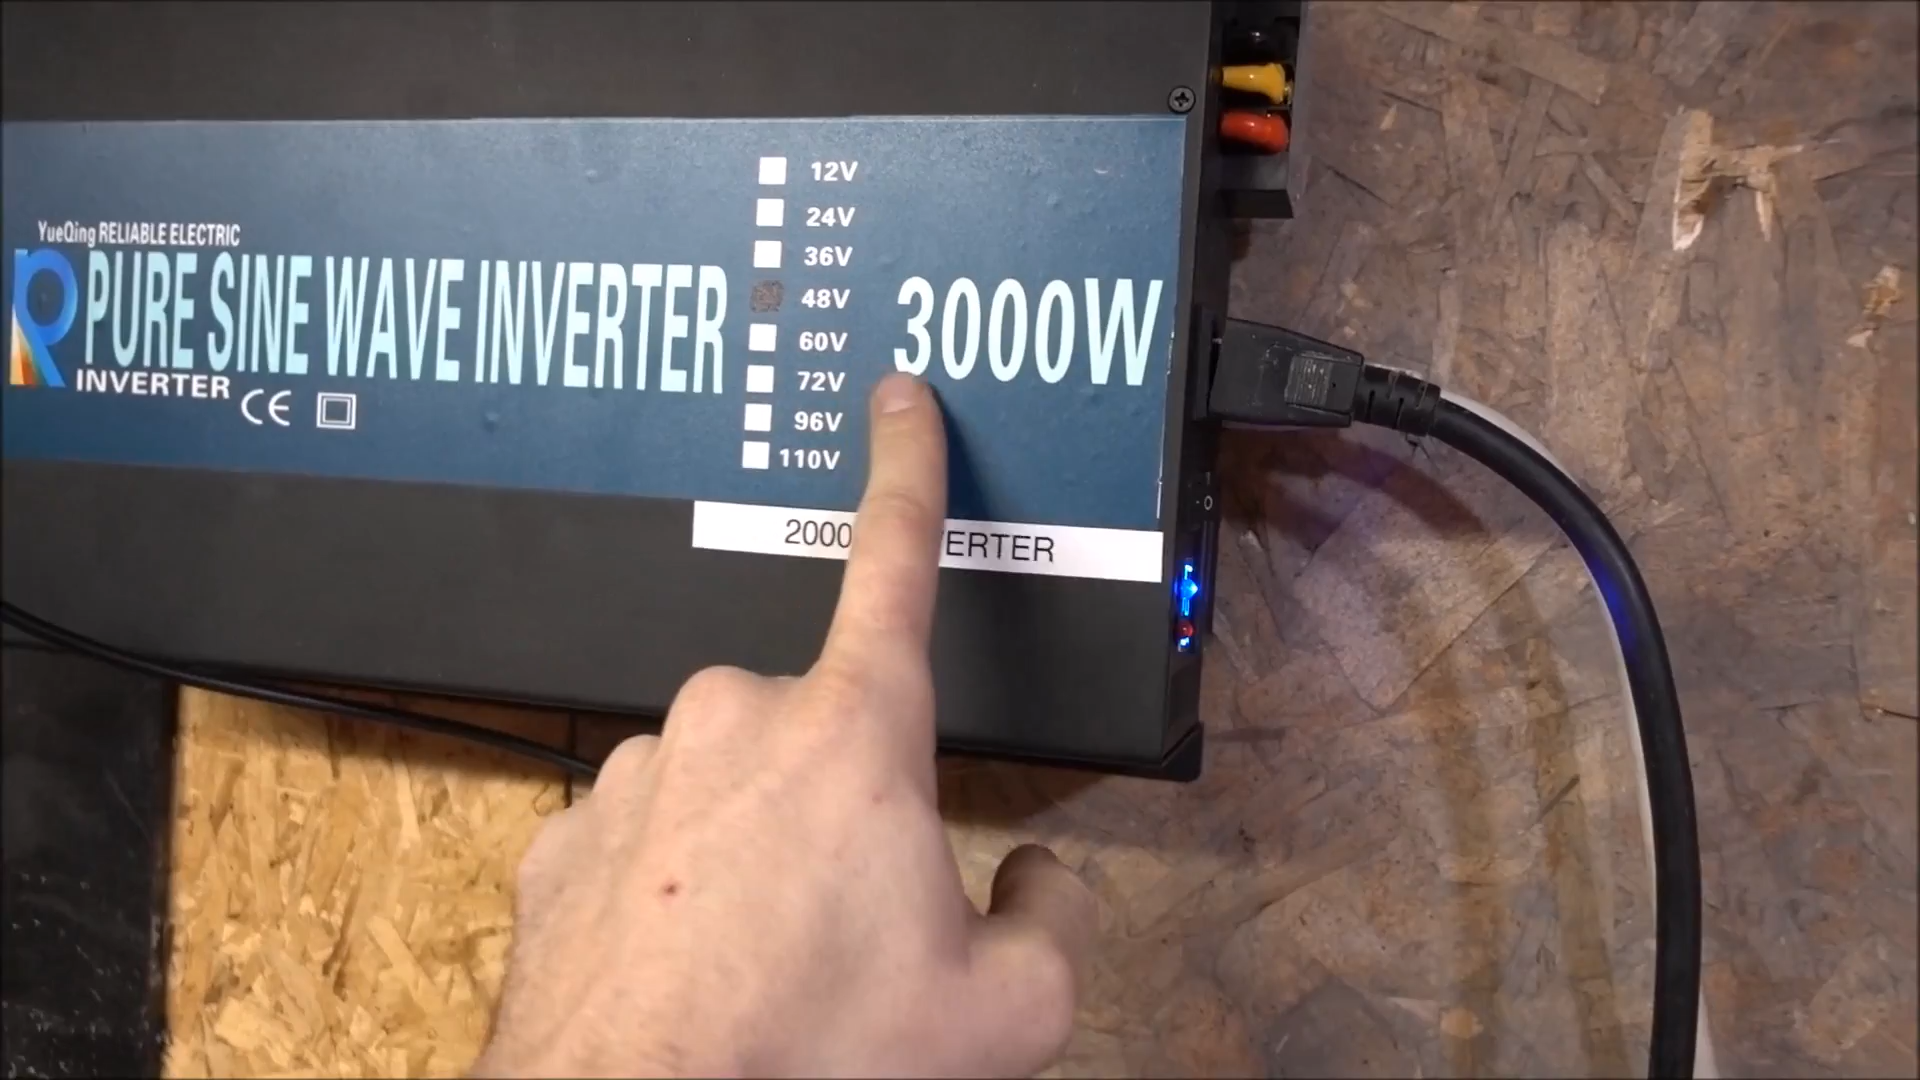 YueQing RELIABLE ELECTRIC
PURE SINE WAVE INVERTER
INVERTER CE
12V
24V
36V
48V
60V
72V
96V
110V
3000W
2000 ERTER